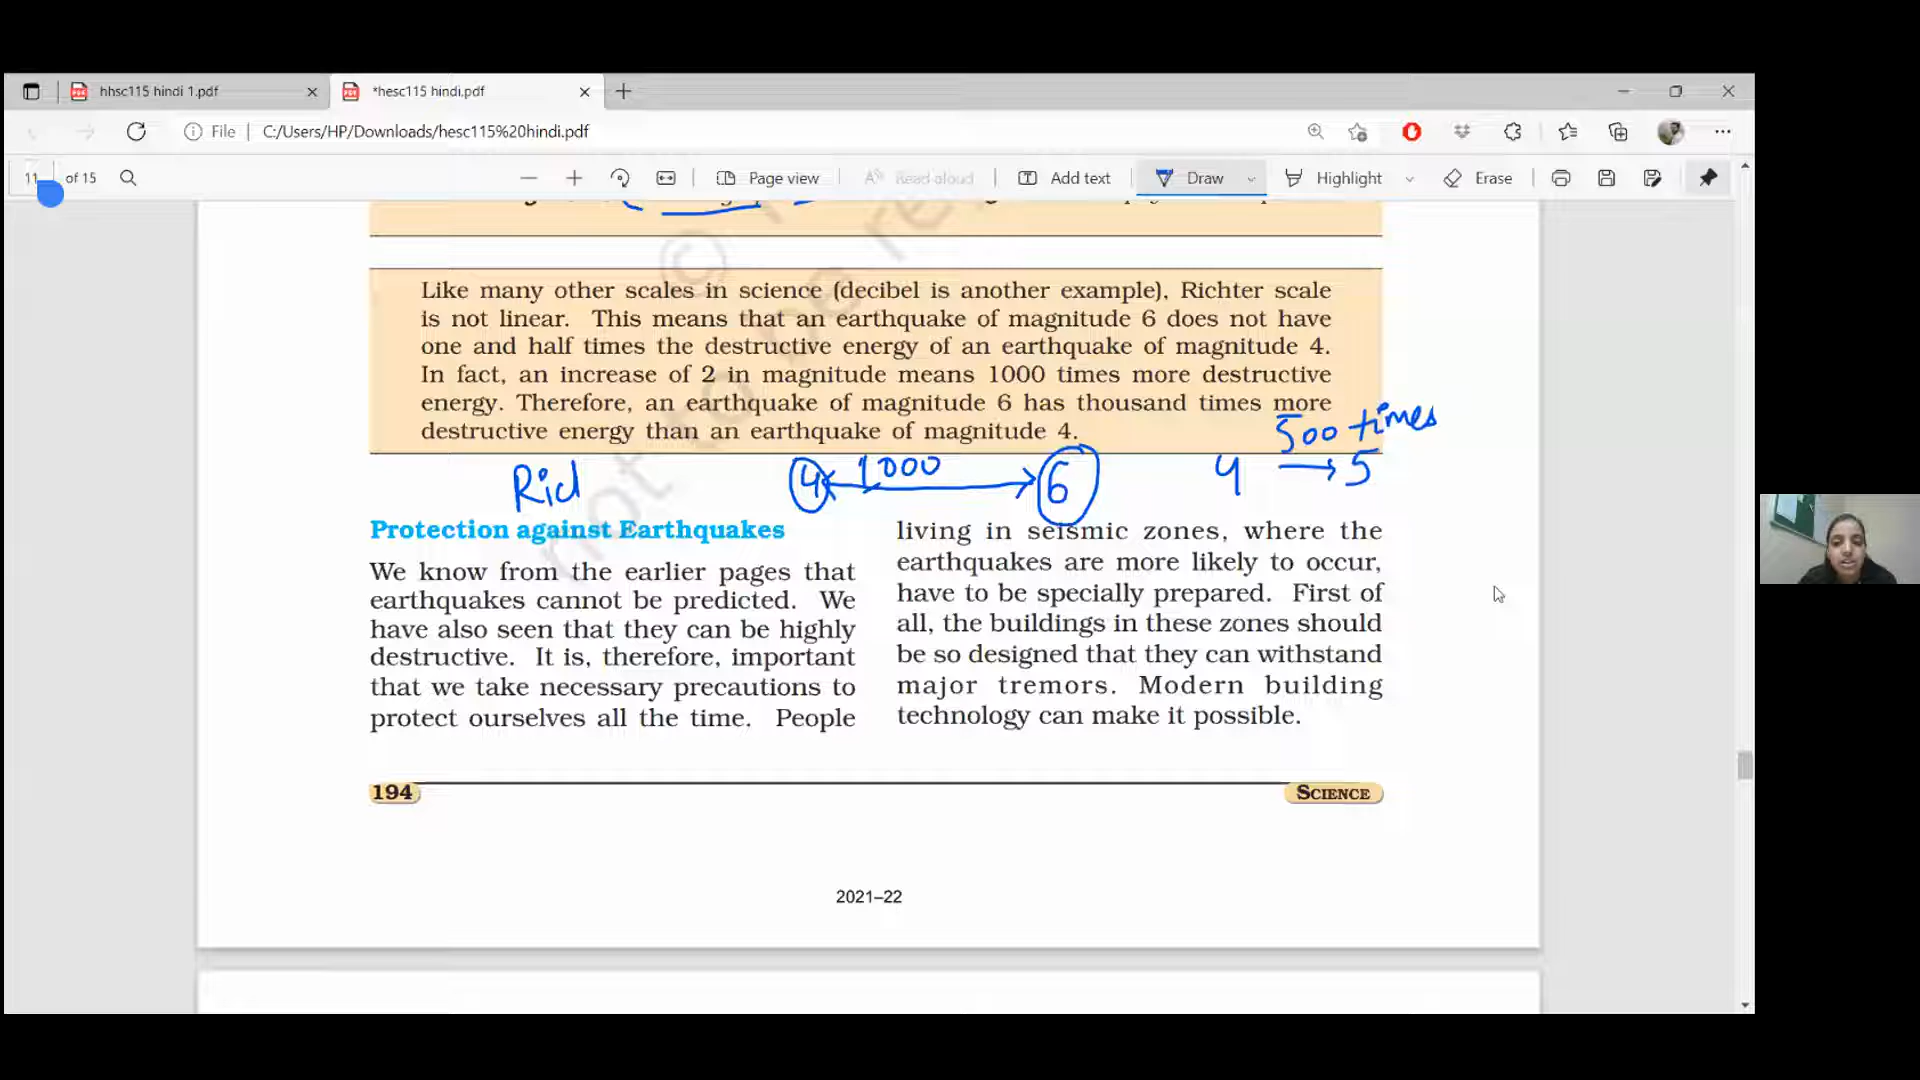 hhsc115 hindi 1.pdf
*hesc115 hindi.pdf
File
C:/Users/HP/Downloads/hesc115%20hindi.pdf
11 of 15
Page view
Read aloud
Add text
Draw
Highlight
Erase
Like many other scales in science (decibel is another example), Richter scale
is not linear. This means that an earthquake of magnitude 6 does not have
one and half times the destructive energy of an earthquake of magnitude 4.
In fact, an increase of 2 in magnitude means 1000 times more destructive
energy. Therefore, an earthquake of magnitude 6 has thousand times more
destructive energy than an earthquake of magnitude 4.
500 times
4 1000 6
4 → 5
Protection against Earthquakes
We know from the earlier pages that
earthquakes cannot be predicted. We
have also seen that they can be highly
destructive. It is, therefore, important
that we take necessary precautions to
protect ourselves all the time. People
living in seismic zones, where the
earthquakes are more likely to occur,
have to be specially prepared. First of
all, the buildings in these zones should
be so designed that they can withstand
major tremors. Modern building
technology can make it possible.
194
SCIENCE
2021–22